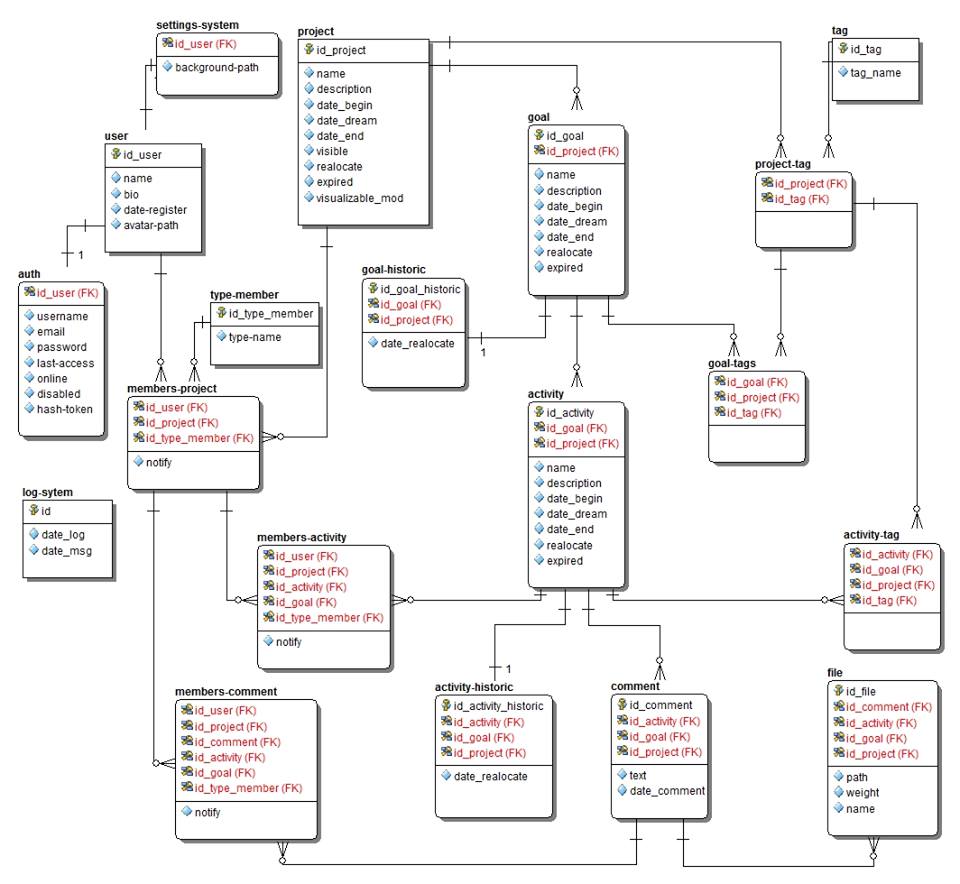 settings-system
id_user (FK)
background-path
project
id_project
name
description
date_begin
date_dream
date_end
visible
realocate
expired
visualizable_mod
tag
id_tag
tag_name
user
id_user
name
bio
date-register
avatar-path
goal
id_goal
id_project (FK)
name
description
date_begin
date_dream
date_end
realocate
expired
project-tag
id_project (FK)
id_tag (FK)
1
auth
id_user (FK)
username
email
password
last-access
online
disabled
hash-token
type-member
id_type_member
type-name
goal-historic
id_goal_historic
id_goal (FK)
id_project (FK)
date_realocate
1
goal-tags
id_goal (FK)
id_project (FK)
id_tag (FK)
members-project
id_user (FK)
id_project (FK)
id_type_member (FK)
notify
activity
id_activity
id_goal (FK)
id_project (FK)
name
description
date_begin
date_dream
date_end
realocate
expired
log-sytem
id
date_log
date_msg
members-activity
id_user (FK)
id_project (FK)
id_activity (FK)
id_goal (FK)
id_type_member (FK)
notify
activity-tag
id_activity (FK)
id_goal (FK)
id_project (FK)
id_tag (FK)
members-comment
id_user (FK)
id_project (FK)
id_comment (FK)
id_activity (FK)
id_goal (FK)
id_type_member (FK)
notify
1
activity-historic
id_activity_historic
id_activity (FK)
id_goal (FK)
id_project (FK)
date_realocate
comment
id_comment
id_activity (FK)
id_goal (FK)
id_project (FK)
text
date_comment
file
id_file
id_comment (FK)
id_activity (FK)
id_goal (FK)
id_project (FK)
path
weight
name